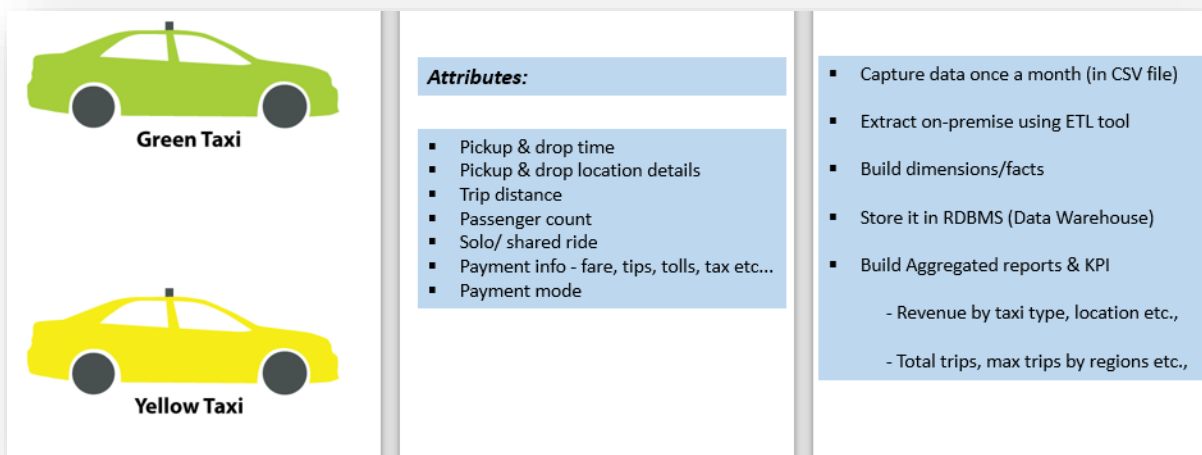 Green Taxi
Yellow Taxi
Attributes:
▪ Pickup & drop time
▪ Pickup & drop location details
▪ Trip distance
▪ Passenger count
▪ Solo/ shared ride
▪ Payment info - fare, tips, tolls, tax etc...
▪ Payment mode
▪ Capture data once a month (in CSV file)
▪ Extract on-premise using ETL tool
▪ Build dimensions/facts
▪ Store it in RDBMS (Data Warehouse)
▪ Build Aggregated reports & KPI
- Revenue by taxi type, location etc.,
- Total trips, max trips by regions etc.,